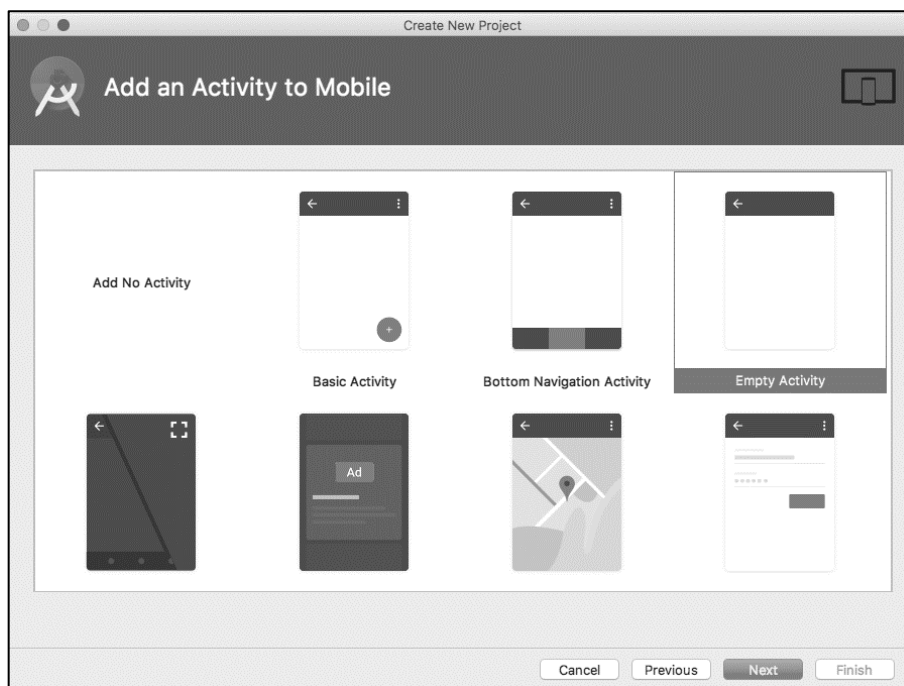 Create New Project
Add an Activity to Mobile
Add No Activity
Basic Activity
Bottom Navigation Activity
Empty Activity
Ad
Cancel
Previous
Next
Finish